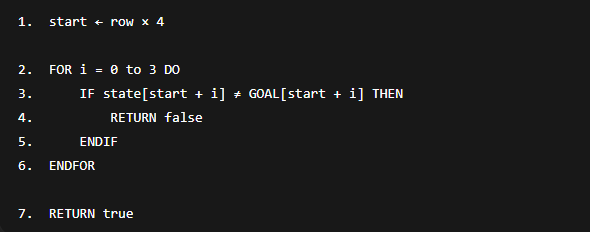 1. start ← row × 4
2. FOR i = 0 to 3 DO
3. IF state[start + i] ≠ GOAL[start + i] THEN
4. RETURN false
5. ENDIF
6. ENDFOR
7. RETURN true